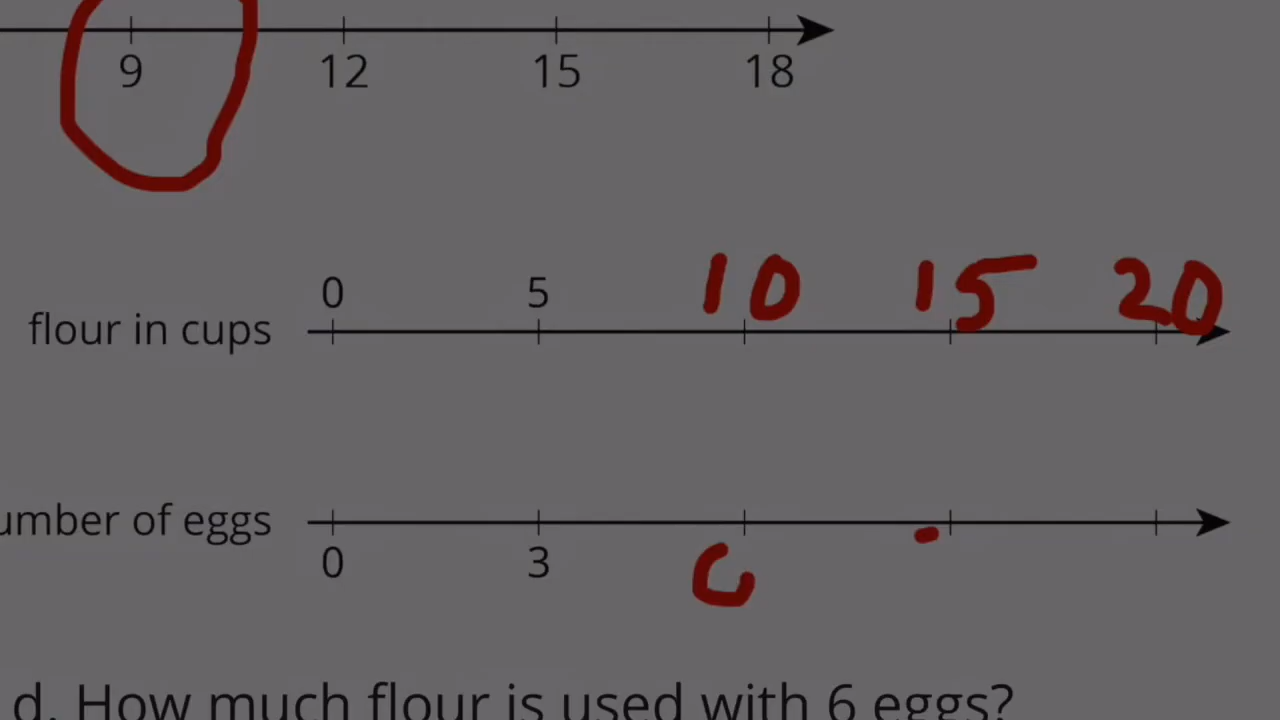 9 12 15 18
0 5 10 15 20
flour in cups
umber of eggs
0 3 6
d. How much flour is used with 6 eggs?